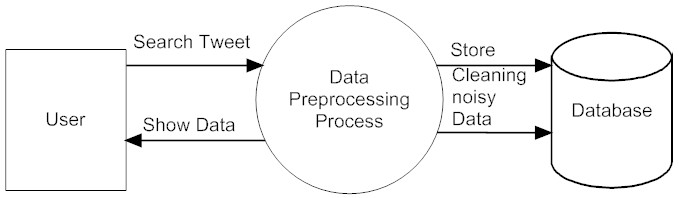 User
Search Tweet
Show Data
Data
Preprocessing
Process
Store
Cleaning
noisy
Data
Database